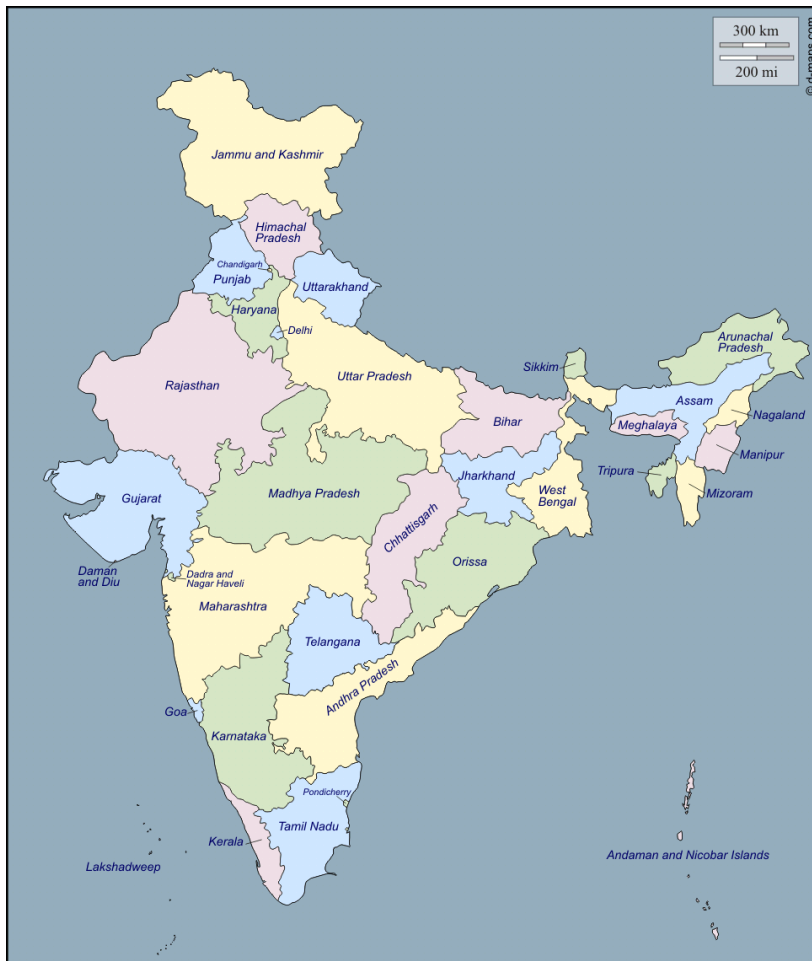 300 km
200 mi
© d-maps.com
Jammu and Kashmir
Himachal
Pradesh
Chandigarh
Punjab
Uttarakhand
Haryana
Delhi
Arunachal
Pradesh
Sikkim
Uttar Pradesh
Rajasthan
Assam
Nagaland
Bihar
Meghalaya
Manipur
Tripura
Jharkhand
Mizoram
Gujarat
Madhya Pradesh
West
Bengal
Chhattisgarh
Orissa
Daman
and Diu
Dadra and
Nagar Haveli
Maharashtra
Telangana
Andhra Pradesh
Goa
Karnataka
Pondicherry
Tamil Nadu
Kerala
Lakshadweep
Andaman and Nicobar Islands